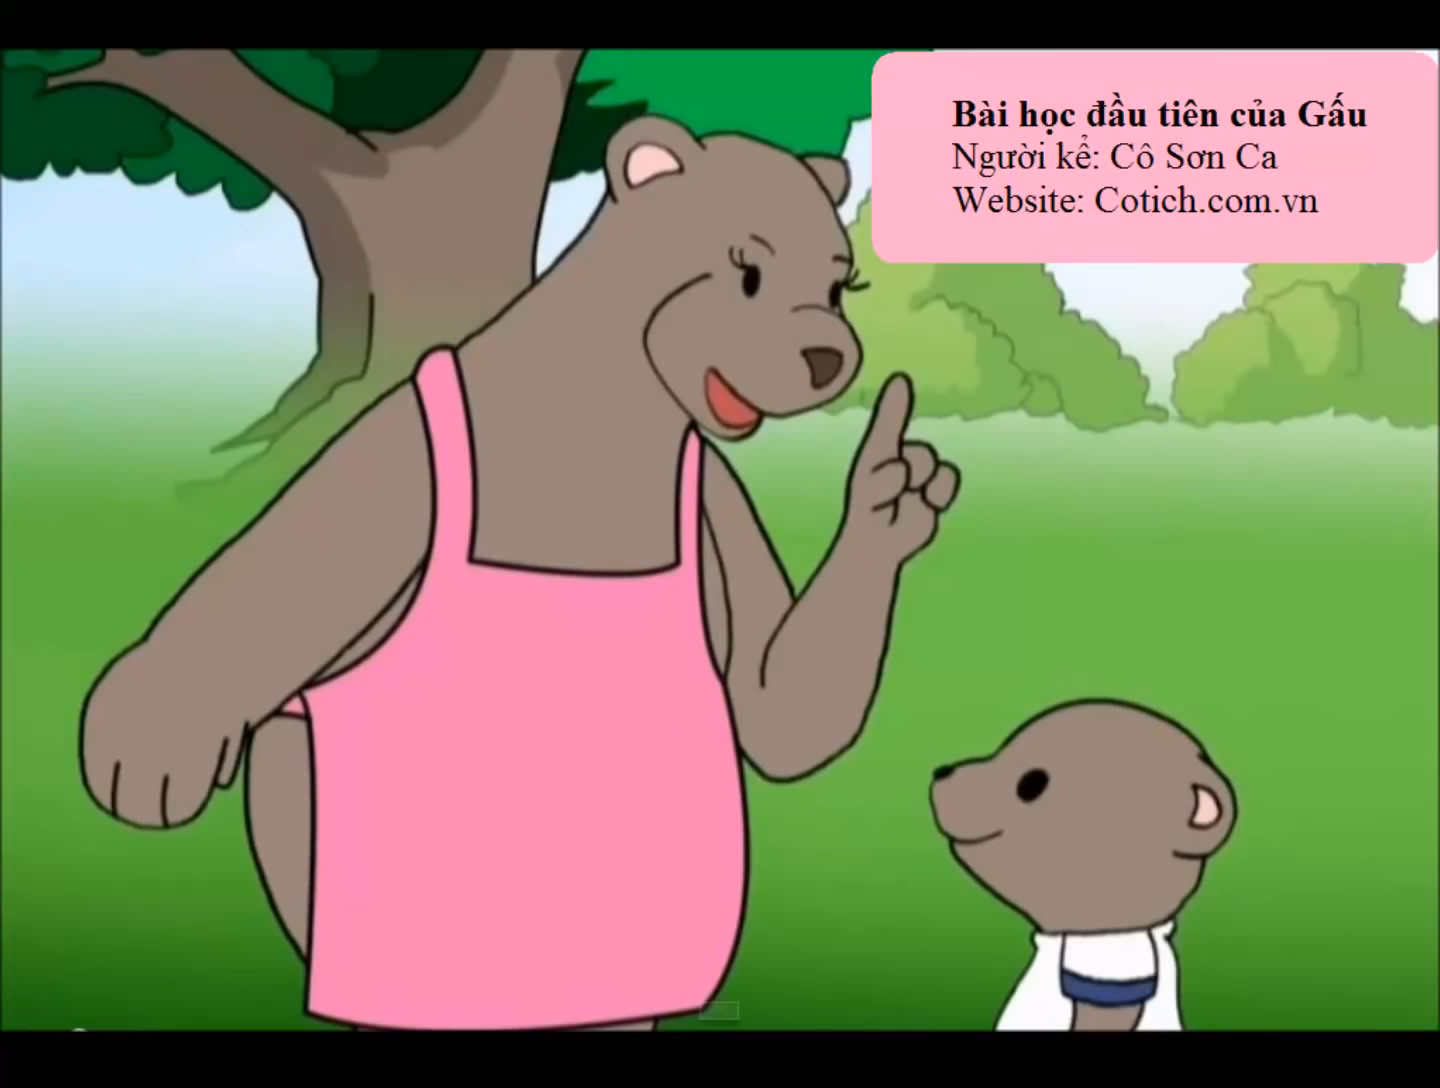 Bài học đầu tiên của Gấu
Người kể: Cô Sơn Ca
Website: Cotich.com.vn